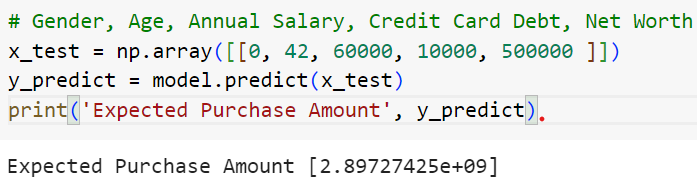 # Gender, Age, Annual Salary, Credit Card Debt, Net Worth
x_test = np.array([[0, 42, 60000, 10000, 500000 ]])
y_predict = model.predict(x_test)
print('Expected Purchase Amount', y_predict)
Expected Purchase Amount [2.89727425e+09]